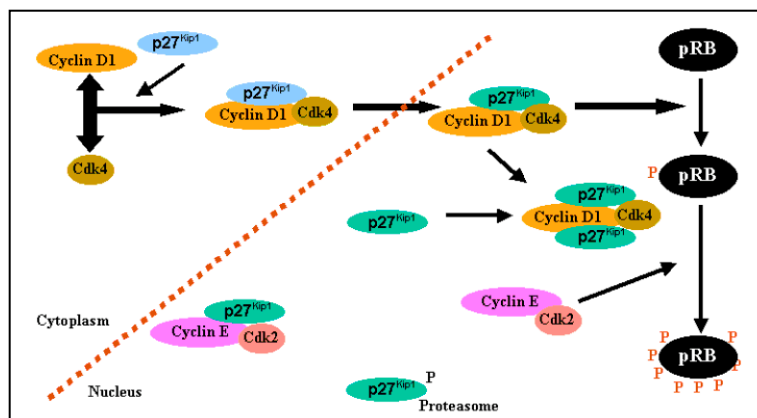 p27Kip1
Cyclin D1
Cdk4
p27Kip1
Cyclin D1
Cdk4
p27Kip1
Cyclin D1
Cdk4
pRB
P
pRB
p27Kip1
p27Kip1
Cyclin D1
Cdk4
p27Kip1
Cyclin E
Cdk2
Cytoplasm
p27Kip1
Cyclin E
Cdk2
Nucleus
p27Kip1
P
Proteasome
P P
P P
pRB
P P
P P P P